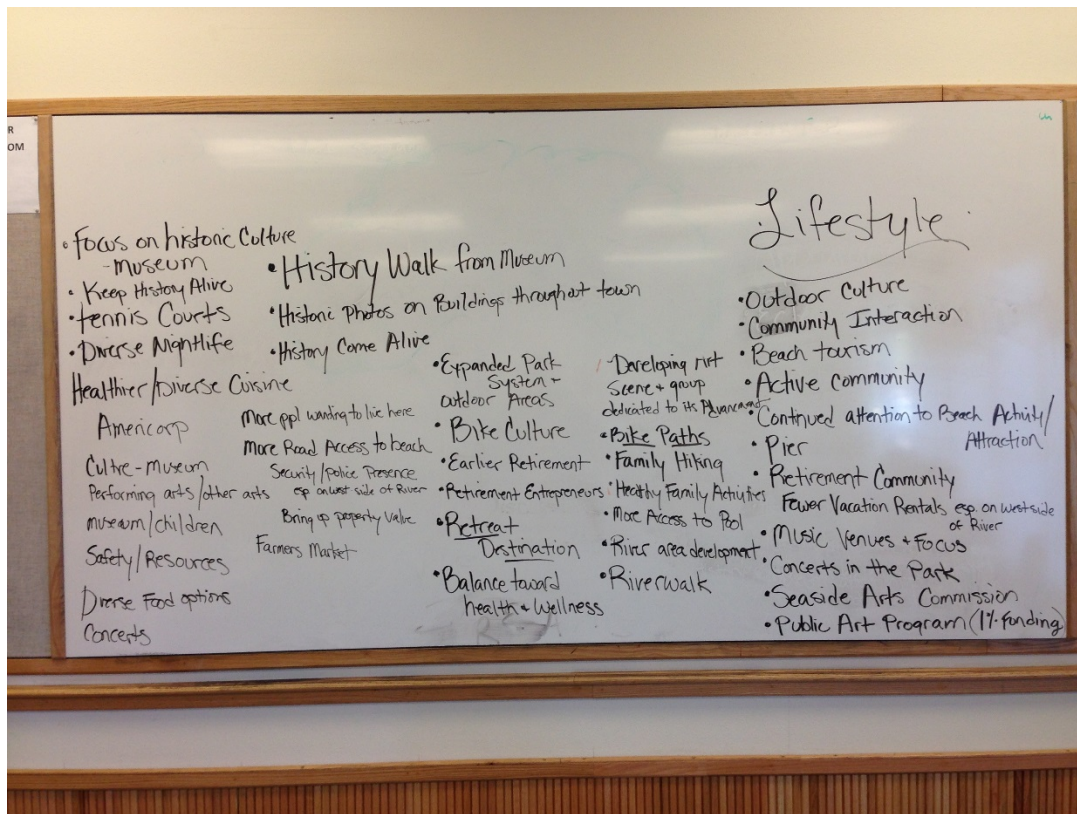 R
OM
Lifestyle
• Focus on historic Culture
- museum
• Keep History Alive
• tennis Courts
• Diverse Nightlife
Healthier/Diverse Cuisine
Americorp
Cultre - museum
Performing arts/other arts
museum/children
Safety/Resources
Diverse Food options
Concerts
• History Walk from Museum
• Historic Photos on Buildings throughout town
• History Come Alive
More ppl wanting to live here
More Road Access to beach
Security/police Presence
esp. on west side of River
Bring up property value
Farmers Market
• Expanded Park
System +
outdoor Areas
• Bike Culture
• Earlier Retirement
• Retirement Entrepreneurs
• Retreat
Destination
• Balance toward
health + Wellness
• Developing Art
Scene + group
dedicated to its Advancement
• Bike Paths
• Family Hiking
• Healthy Family Activities
• More Access to Pool
• River area development
• Riverwalk
• Outdoor Culture
• Community Interaction
• Beach tourism
• Active community
• Continued attention to Beach Activity/
Attraction
• Pier
• Retirement Community
Fewer Vacation Rentals esp. on west side
of River
• Music Venues + Focus
• Concerts in the Park
• Seaside Arts Commission
• Public Art Program (1% funding)